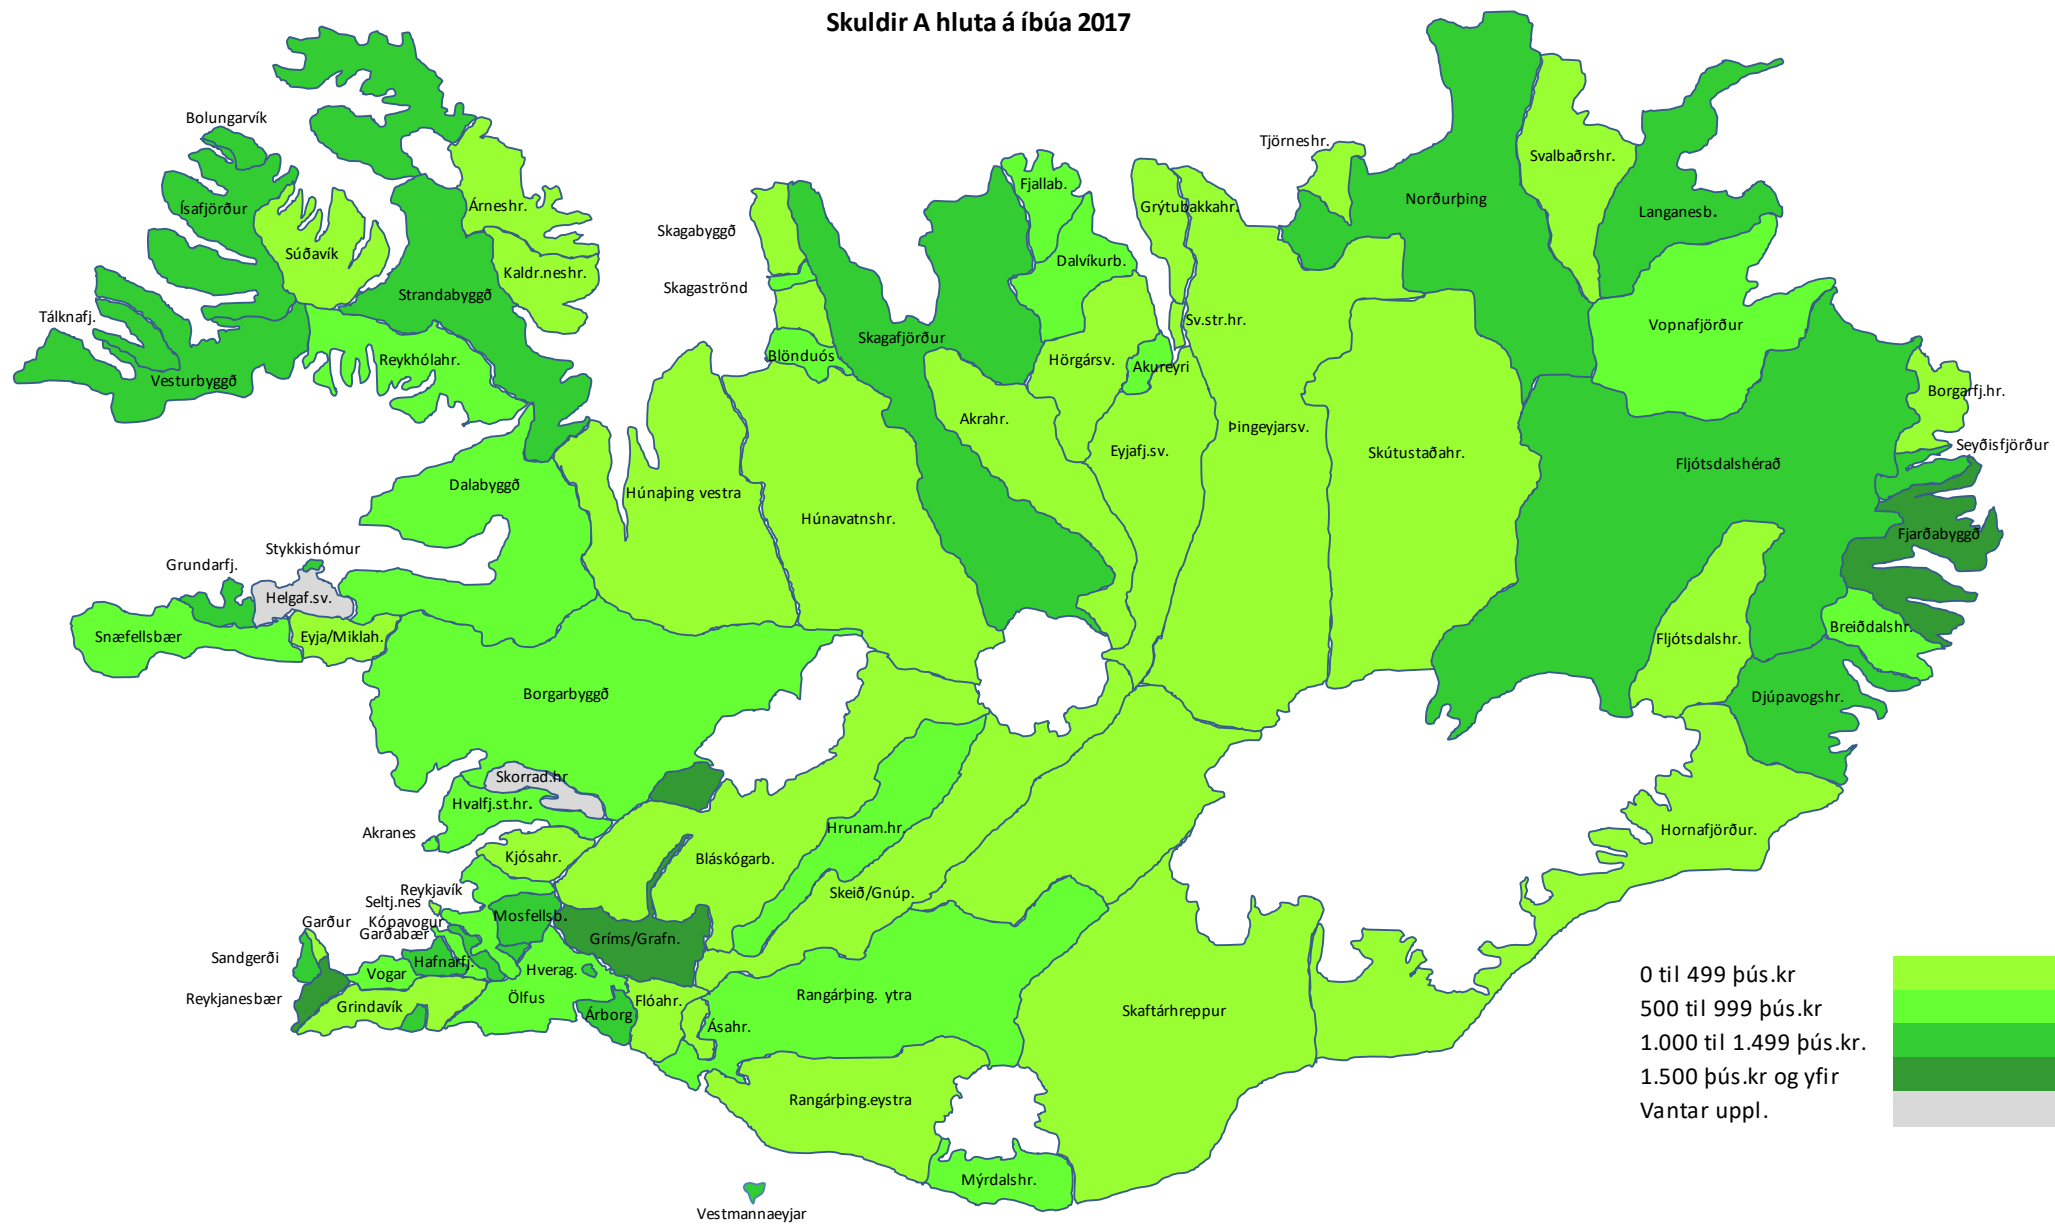 Skuldir A hluta á íbúa 2017
Bolungarvík
Tjörneshr.
Svalbaðrshr.
Fjallab.
Ísafjörður
Árneshr.
Grýtubakkahr.
Norðurþing
Langanesb.
Skagabyggð
Súðavík
Dalvíkurb.
Kaldr.neshr.
Skagaströnd
Strandabyggð
Tálknafj.
Sv.str.hr.
Vopnafjörður
Skagafjörður
Blönduós
Reykhólahr.
Hörgársv.
Akureyri
Vesturbyggð
Borgarfj.hr.
Akrahr.
Þingeyjarsv.
Seyðisfjörður
Eyjafj.sv.
Skútustaðahr.
Fljótsdalshérað
Dalabyggð
Húnaþing vestra
Húnavatnshr.
Fjarðabyggð
Stykkishómur
Grundarfj.
Helgaf.sv.
Snæfellsbær
Eyja/Miklah.
Breiðdalshr.
Fljótsdalshr.
Borgarbyggð
Djúpavogshr.
Skorrad.hr
Hvalfj.st.hr.
Akranes
Hrunam.hr.
Hornafjörður.
Kjósahr.
Bláskógarb.
Reykjavík
Skeið/Gnúp.
Seltj.nes
Mosfellsb.
Garður
Kópavogur
Garðabær
Gríms/Grafn.
Sandgerði
Hafnarfj.
Vogar
Hverag.
Reykjanesbær
Grindavík
Ölfus
Flóahr.
Rangárþing. ytra
Árborg
Ásahr.
Skaftárhreppur
Rangárþing.eystra
Mýrdalshr.
Vestmannaeyjar
0 til 499 þús.kr
500 til 999 þús.kr
1.000 til 1.499 þús.kr.
1.500 þús.kr og yfir
Vantar uppl.